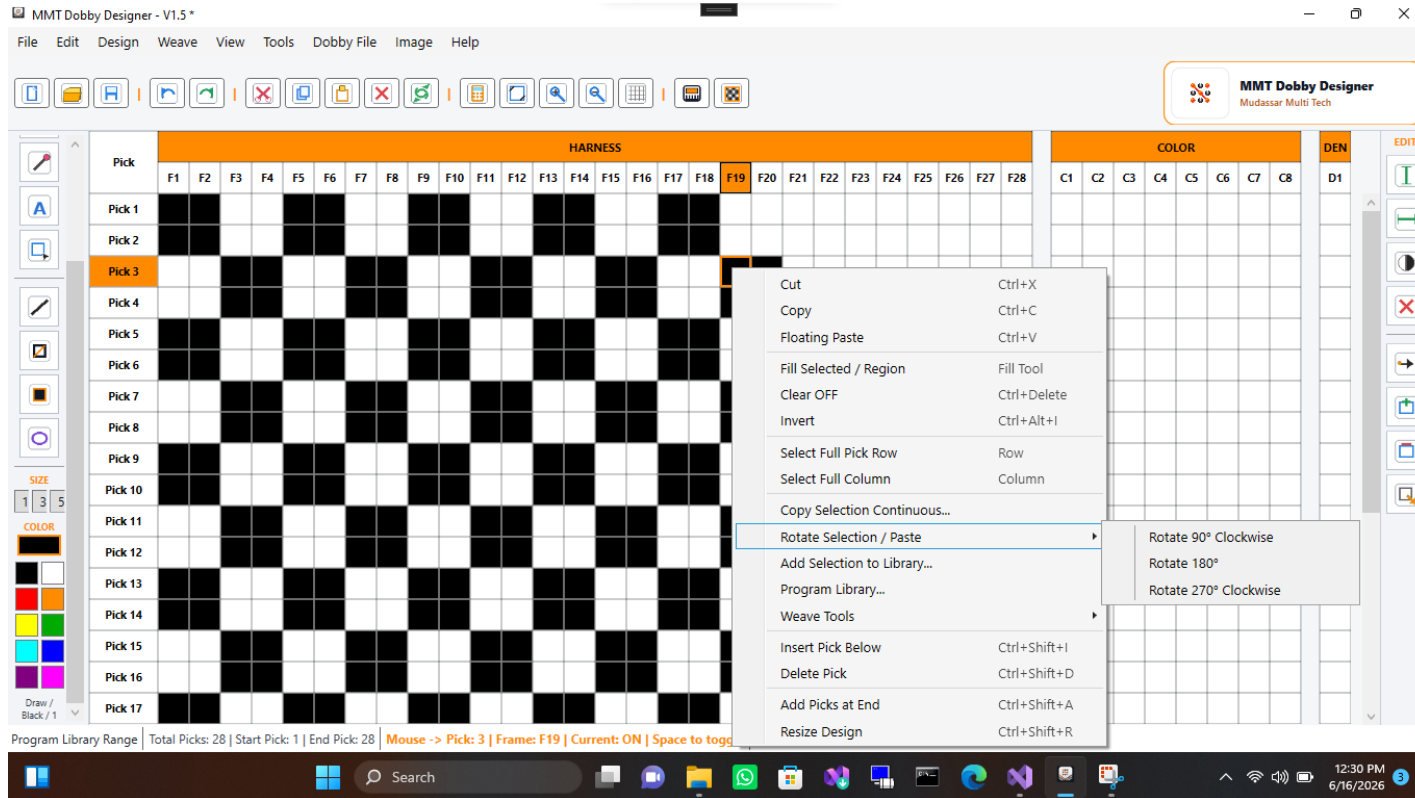 MMT Dobby Designer - V1.5 *
File Edit Design Weave View Tools Dobby File Image Help
MMT Dobby Designer
Mudassar Multi Tech
Pick
HARNESS
COLOR
DEN
EDIT
F1 F2 F3 F4 F5 F6 F7 F8 F9 F10 F11 F12 F13 F14 F15 F16 F17 F18 F19 F20 F21 F22 F23 F24 F25 F26 F27 F28
C1 C2 C3 C4 C5 C6 C7 C8
D1
A
Pick 1
Pick 2
Pick 3
Pick 4
Pick 5
Pick 6
Pick 7
Pick 8
Pick 9
Pick 10
Pick 11
Pick 12
Pick 13
Pick 14
Pick 15
Pick 16
Pick 17
SIZE
1 3 5
COLOR
Draw /
Black / 1
Cut Ctrl+X
Copy Ctrl+C
Floating Paste Ctrl+V
Fill Selected / Region Fill Tool
Clear OFF Ctrl+Delete
Invert Ctrl+Alt+I
Select Full Pick Row Row
Select Full Column Column
Copy Selection Continuous...
Rotate Selection / Paste
Add Selection to Library...
Program Library...
Weave Tools
Insert Pick Below Ctrl+Shift+I
Delete Pick Ctrl+Shift+D
Add Picks at End Ctrl+Shift+A
Resize Design Ctrl+Shift+R
Rotate 90° Clockwise
Rotate 180°
Rotate 270° Clockwise
Program Library Range | Total Picks: 28 | Start Pick: 1 | End Pick: 28 | Mouse -> Pick: 3 | Frame: F19 | Current: ON | Space to togg
Search
12:30 PM
6/16/2026
3